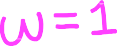 ω = 1